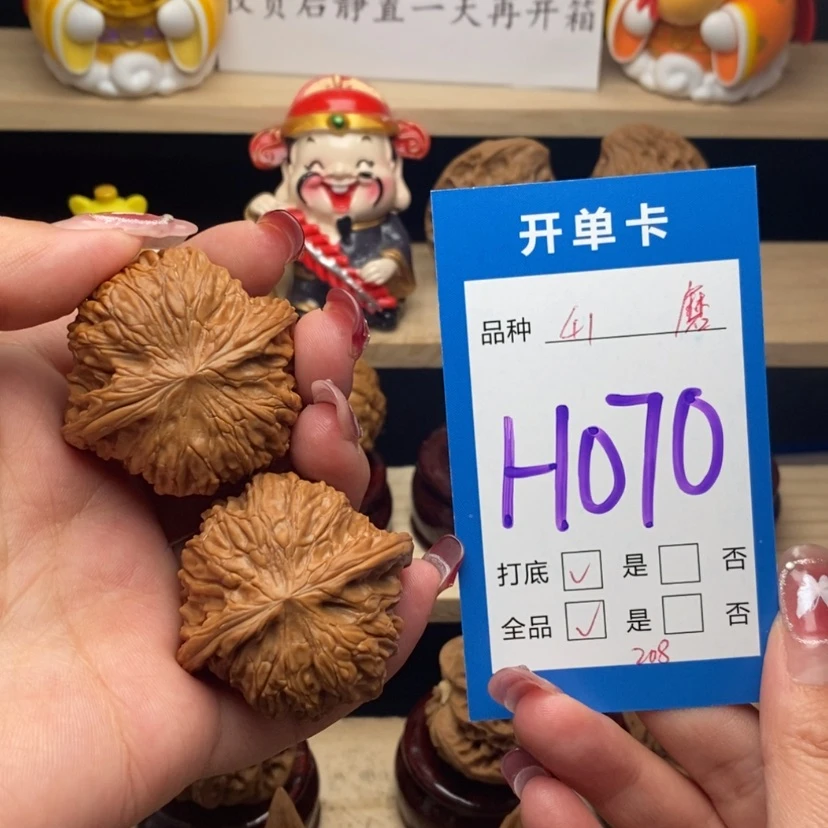 货后静置一天再开箱
开单卡
品种 41 磨
H070
打底 ✓ 是 否
全品 ✓ 是 否
208